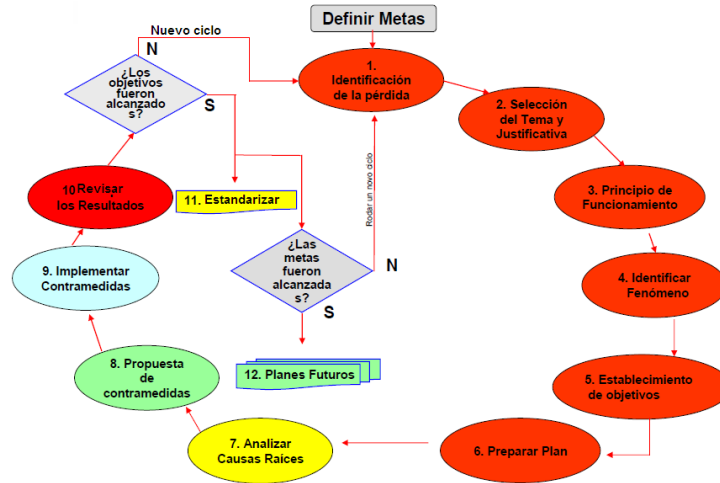 Definir Metas
Nuevo ciclo
N
¿Los
objetivos
fueron
alcanzado
s?
S
1.
Identificación
de la pérdida
2. Selección
del Tema y
Justificativa
3. Principio de
Funcionamiento
4. Identificar
Fenómeno
5. Establecimiento
de objetivos
6. Preparar Plan
7. Analizar
Causas Raíces
8. Propuesta
de
contramedidas
9. Implementar
Contramedidas
10 Revisar
los Resultados
11. Estandarizar
¿Las
metas
fueron
alcanzada
s?
N
S
Rodar un novo ciclo
12. Planes Futuros